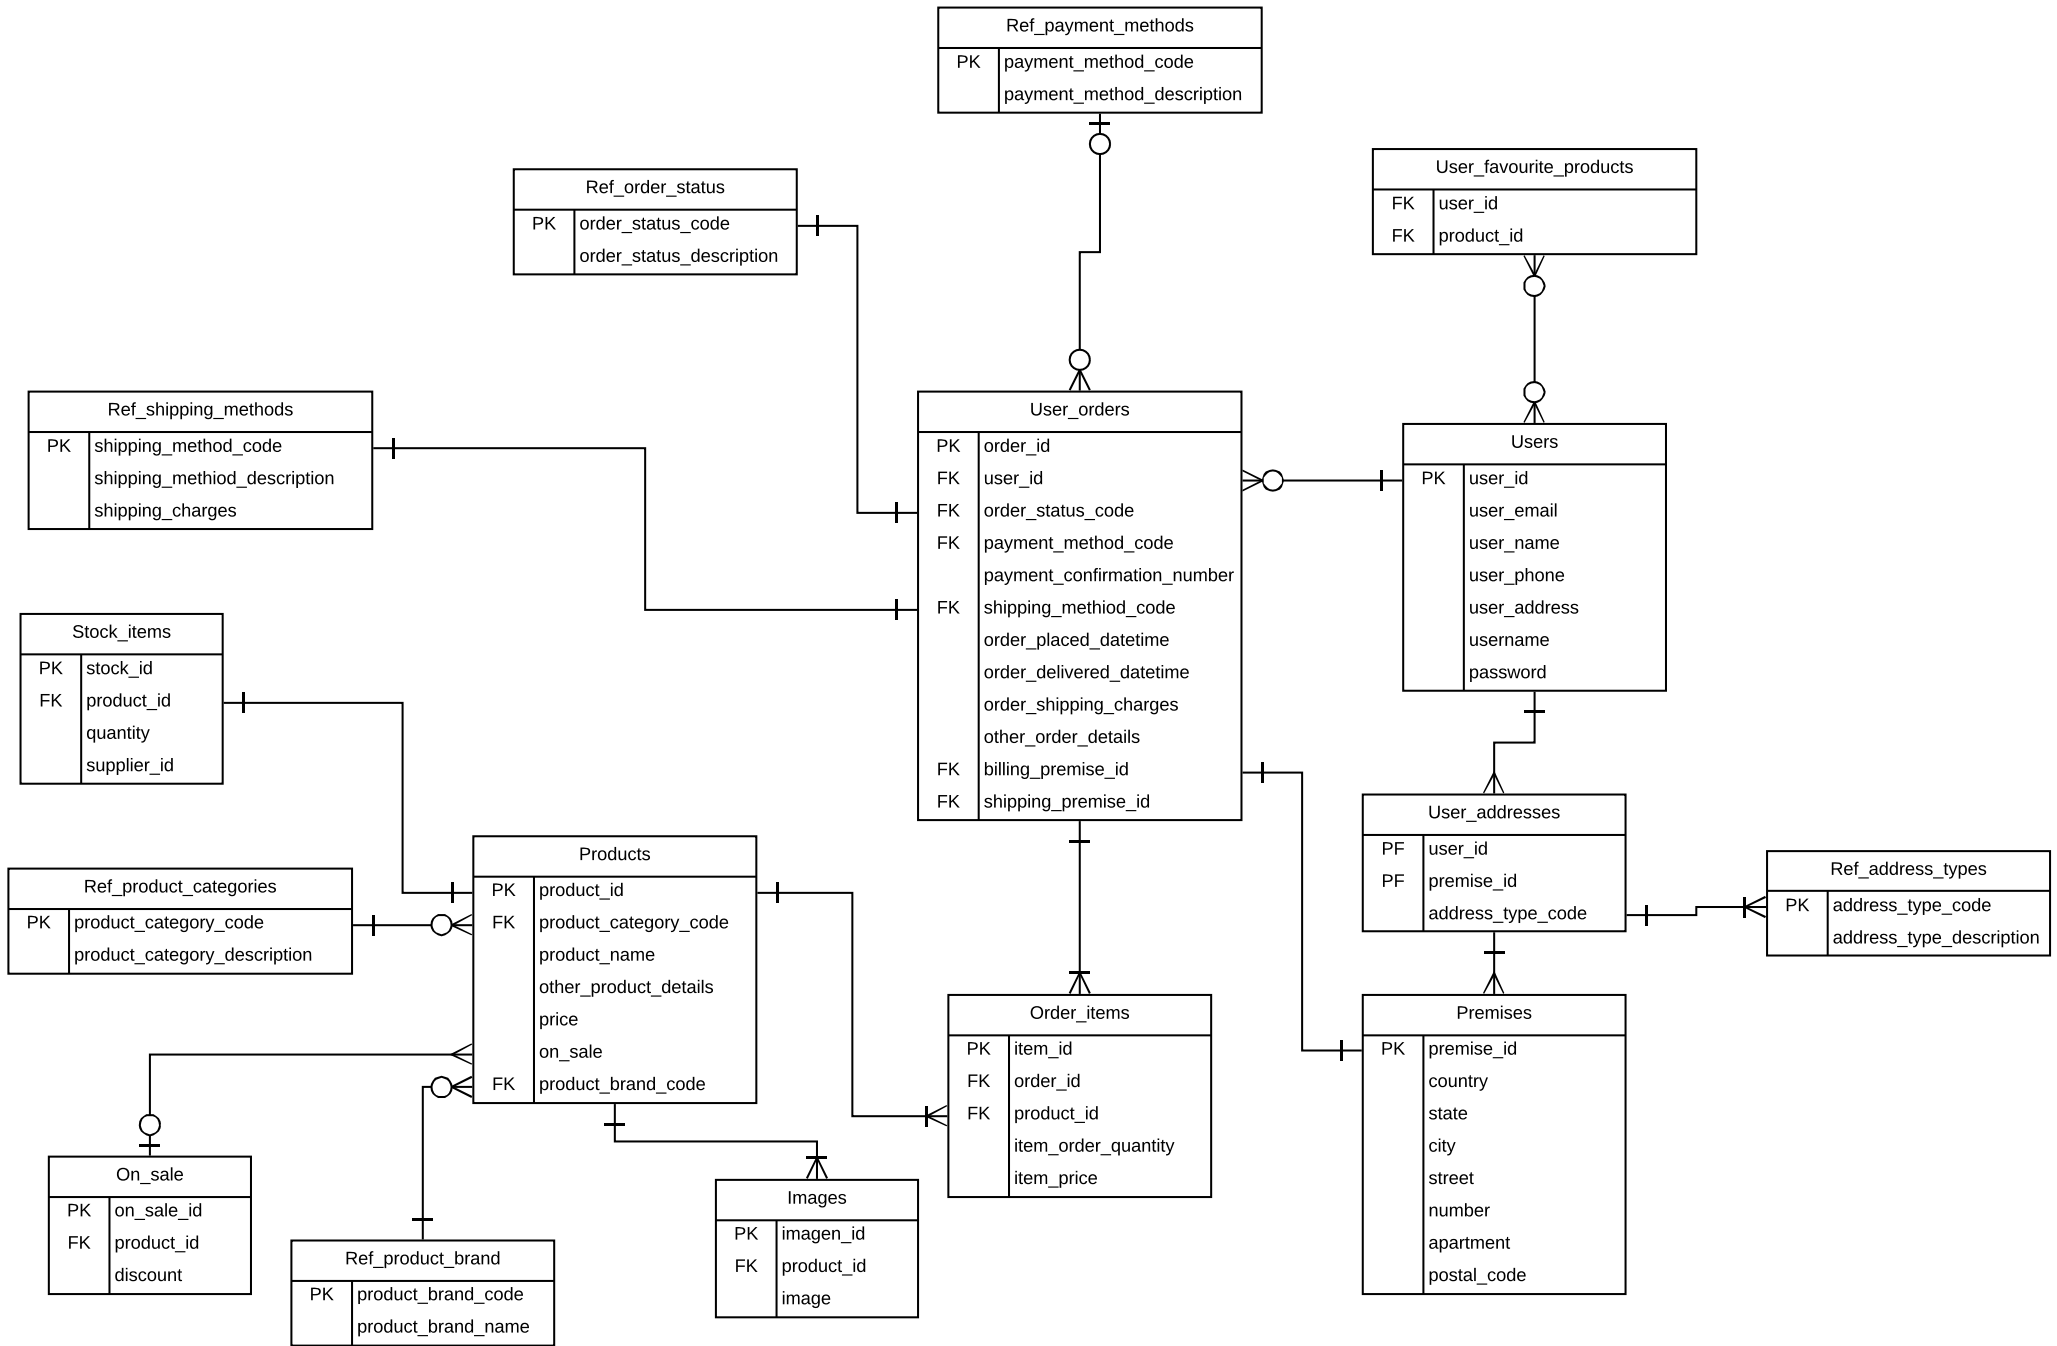 Ref_payment_methods
PK payment_method_code
payment_method_description
Ref_order_status
PK order_status_code
order_status_description
User_favourite_products
FK user_id
FK product_id
Ref_shipping_methods
PK shipping_method_code
shipping_methiod_description
shipping_charges
User_orders
PK order_id
FK user_id
FK order_status_code
FK payment_method_code
payment_confirmation_number
FK shipping_methiod_code
order_placed_datetime
order_delivered_datetime
order_shipping_charges
other_order_details
FK billing_premise_id
FK shipping_premise_id
Users
PK user_id
user_email
user_name
user_phone
user_address
username
password
Stock_items
PK stock_id
FK product_id
quantity
supplier_id
Products
PK product_id
FK product_category_code
product_name
other_product_details
price
on_sale
FK product_brand_code
User_addresses
PF user_id
PF premise_id
address_type_code
Ref_address_types
PK address_type_code
address_type_description
Ref_product_categories
PK product_category_code
product_category_description
Order_items
PK item_id
FK order_id
FK product_id
item_order_quantity
item_price
Premises
PK premise_id
country
state
city
street
number
apartment
postal_code
On_sale
PK on_sale_id
FK product_id
discount
Ref_product_brand
PK product_brand_code
product_brand_name
Images
PK imagen_id
FK product_id
image